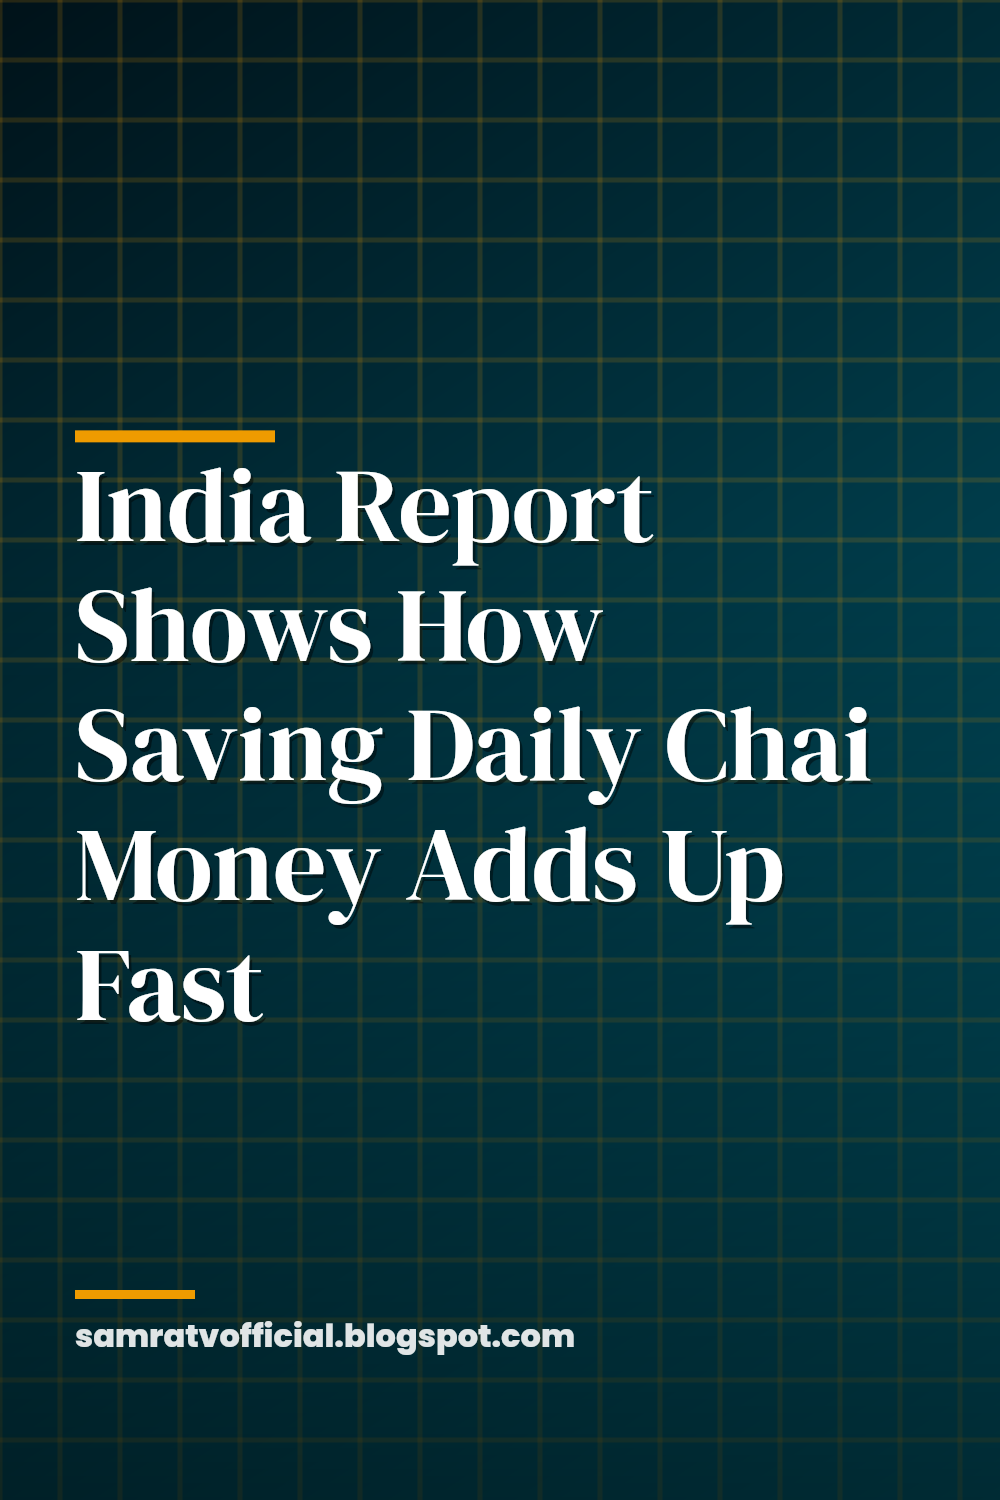 India Report
Shows How
Saving Daily Chai
Money Adds Up
Fast
samratvofficial.blogspot.com